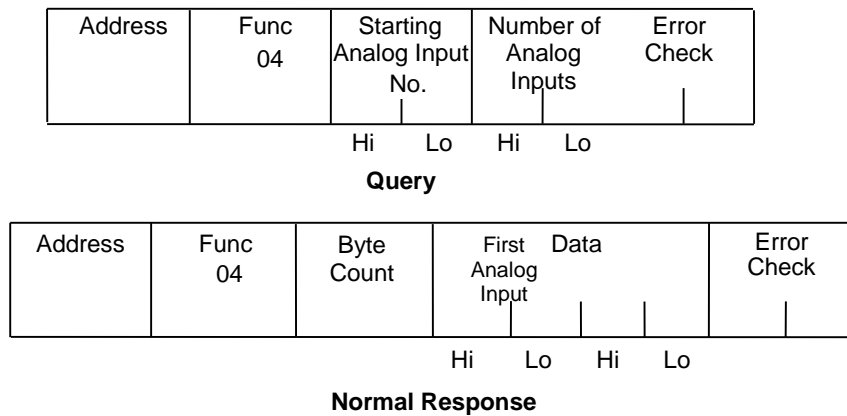 Address
Func
04
Starting
Analog Input
No.
Number of
Analog
Inputs
Error
Check
Hi Lo Hi Lo
Query
Address
Func
04
Byte
Count
First
Analog
Input
Data
Error
Check
Hi Lo Hi Lo
Normal Response